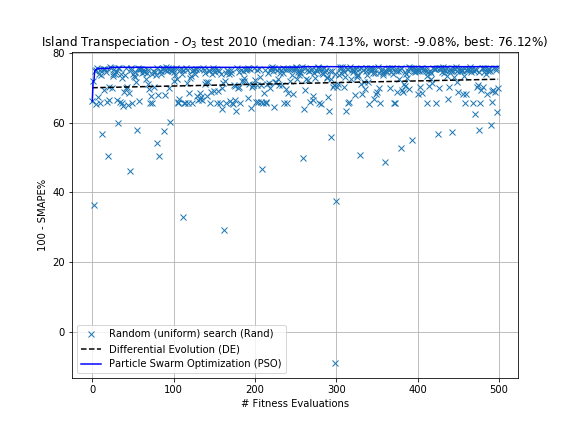 Island Transpeciation - O₃ test 2010 (median: 74.13%, worst: -9.08%, best: 76.12%)
100 - SMAPE%
80
60
40
20
0
Random (uniform) search (Rand)
Differential Evolution (DE)
Particle Swarm Optimization (PSO)
0 100 200 300 400 500
# Fitness Evaluations